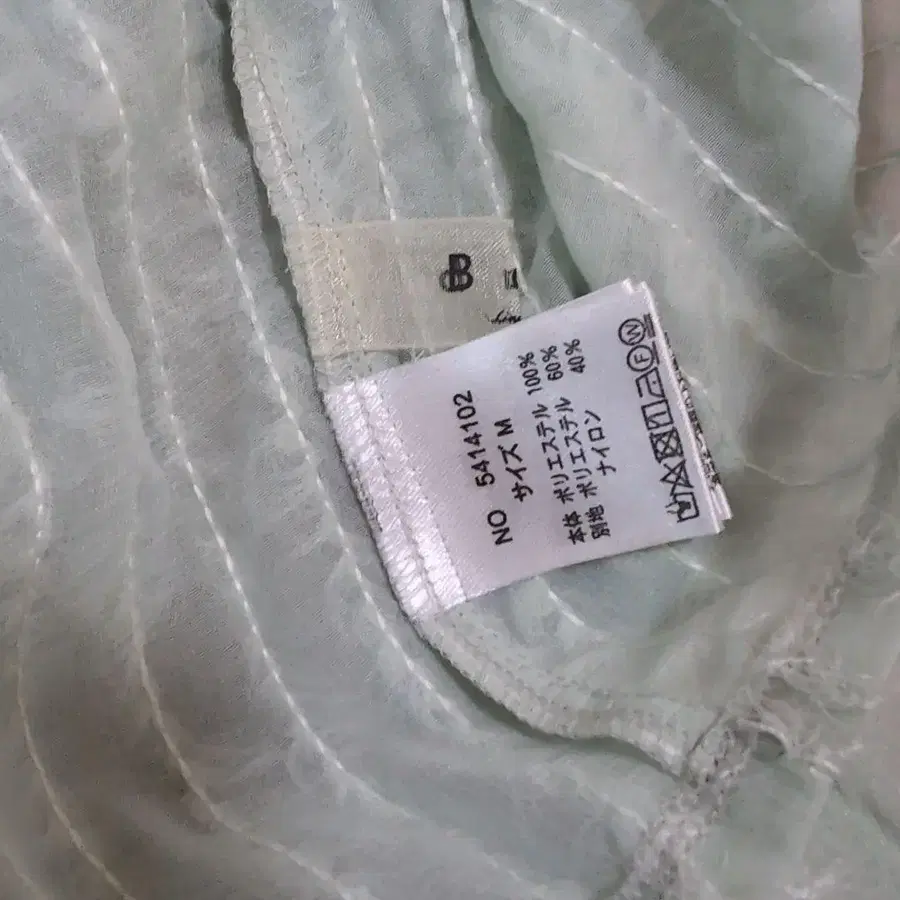 B
NO 5414102
サイズ M
本体 ポリエステル 100%
別地 ポリエステル 60%
ナイロン 40%
F W